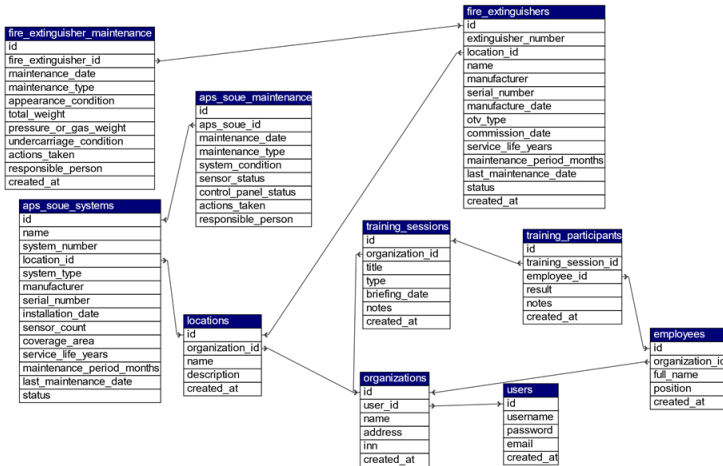 fire_extinguisher_maintenance
id
fire_extinguisher_id
maintenance_date
maintenance_type
appearance_condition
total_weight
pressure_or_gas_weight
undercarriage_condition
actions_taken
responsible_person
created_at
fire_extinguishers
id
extinguisher_number
location_id
name
manufacturer
serial_number
manufacture_date
otv_type
commission_date
service_life_years
maintenance_period_months
last_maintenance_date
status
created_at
aps_soue_maintenance
id
aps_soue_id
maintenance_date
maintenance_type
system_condition
sensor_status
control_panel_status
actions_taken
responsible_person
aps_soue_systems
id
name
system_number
location_id
system_type
manufacturer
serial_number
installation_date
sensor_count
coverage_area
service_life_years
maintenance_period_months
last_maintenance_date
status
training_sessions
id
organization_id
title
type
briefing_date
notes
created_at
training_participants
id
training_session_id
employee_id
result
notes
created_at
locations
id
organization_id
name
description
created_at
employees
id
organization_id
full_name
position
created_at
organizations
id
user_id
name
address
inn
created_at
users
id
username
password
email
created_at